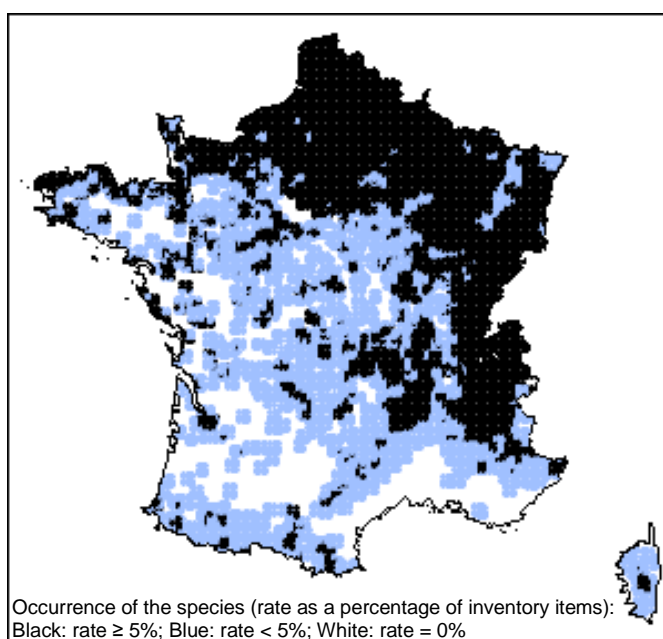 Occurrence of the species (rate as a percentage of inventory items):
Black: rate ≥ 5%; Blue: rate < 5%; White: rate = 0%